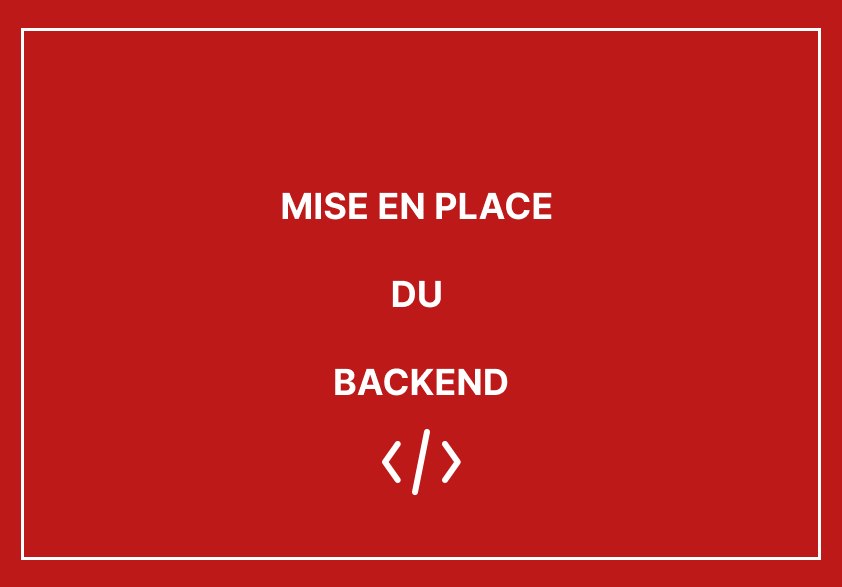 MISE EN PLACE
DU
BACKEND
</>